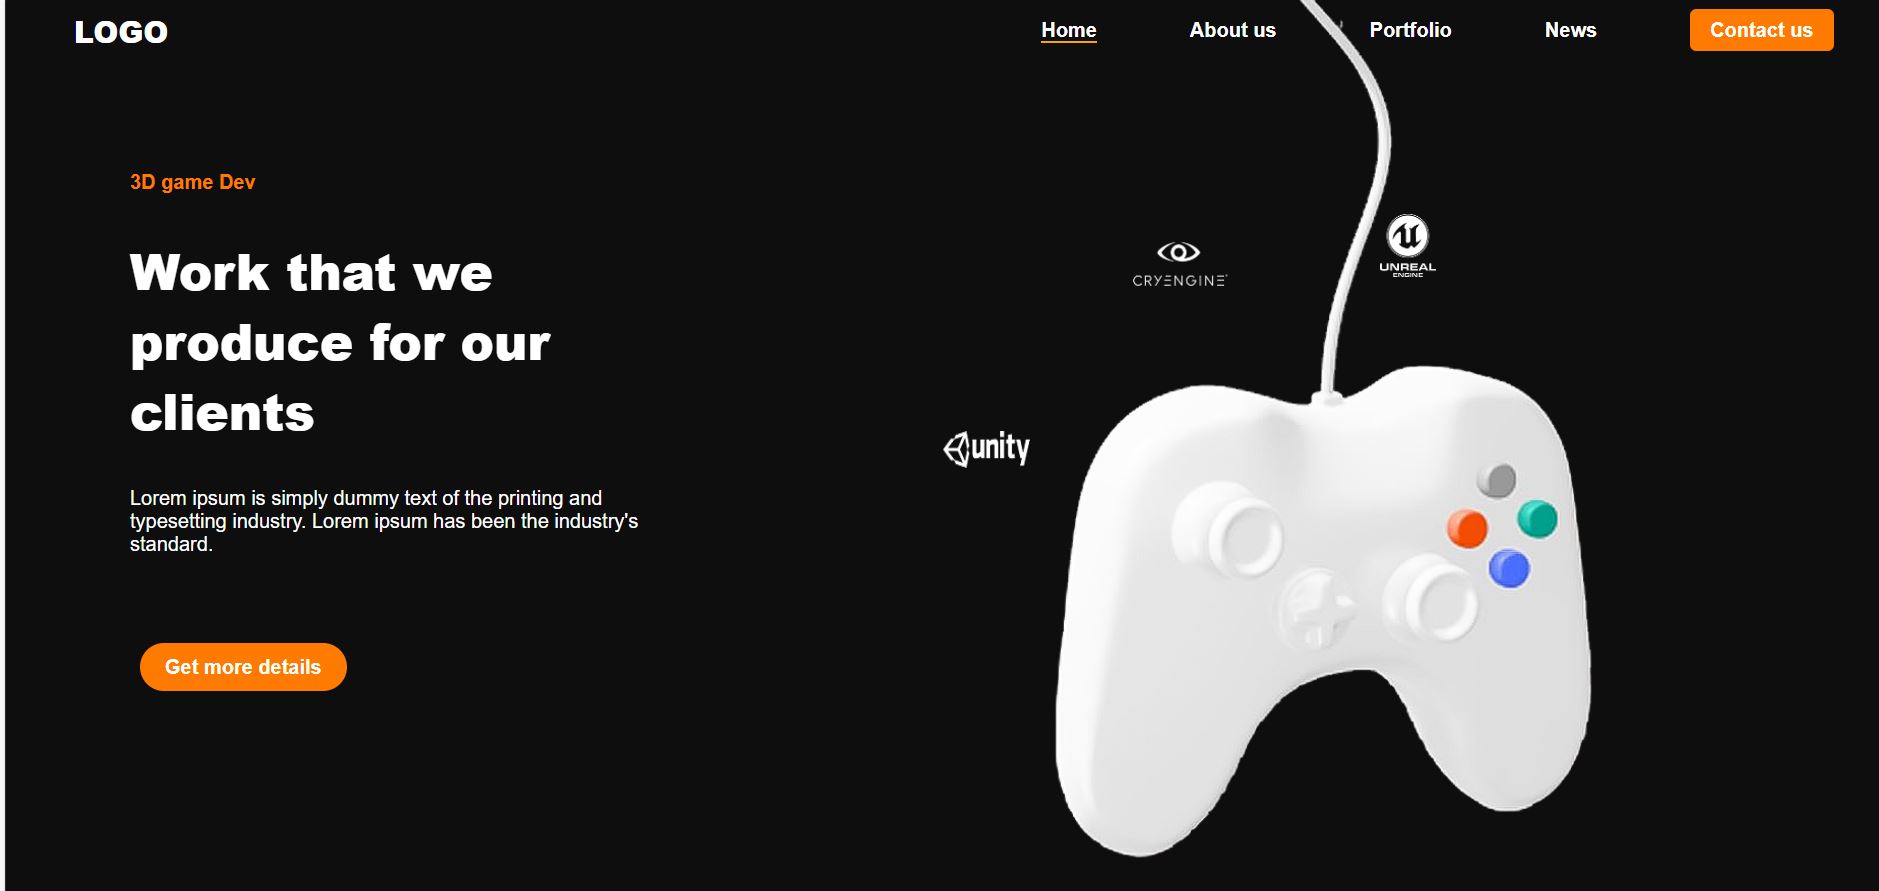 LOGO
Home
About us
Portfolio
News
Contact us
3D game Dev
Work that we
produce for our
clients
Lorem ipsum is simply dummy text of the printing and
typesetting industry. Lorem ipsum has been the industry's
standard.
Get more details
CRYENGINE
UNREAL
ENGINE
unity